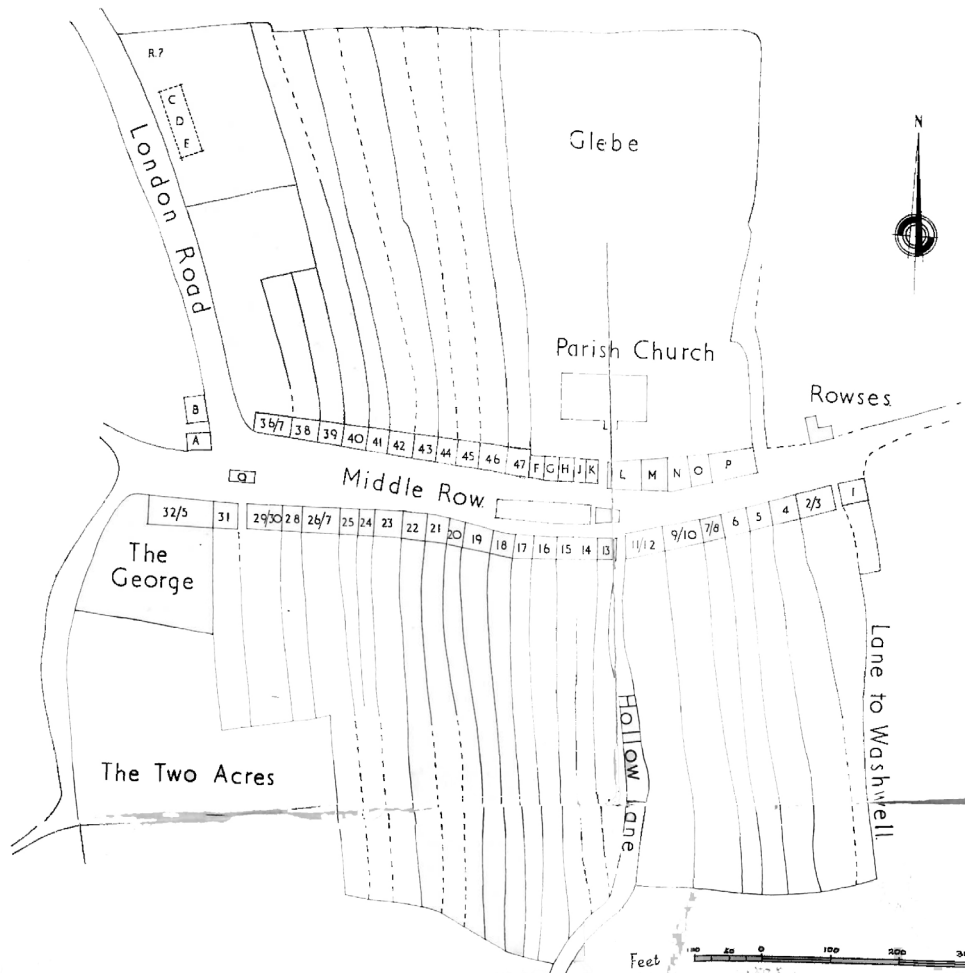 R.?
C
D
E
London Road
Glebe
N
Parish Church
Rowses
B
A
36/7 38 39 40 41 42 43 44 45 46 47 F G H J K L M N O P
Q
Middle Row.
32/5 31 29/30 28 26/7 25 24 23 22 21 20 19 18 17 16 15 14 13 11/12 9/10 7/8 6 5 4 2/3 1
The
George
The Two Acres
Hollow Lane
Lane to Washwell.
Feet 100 50 0 100 200